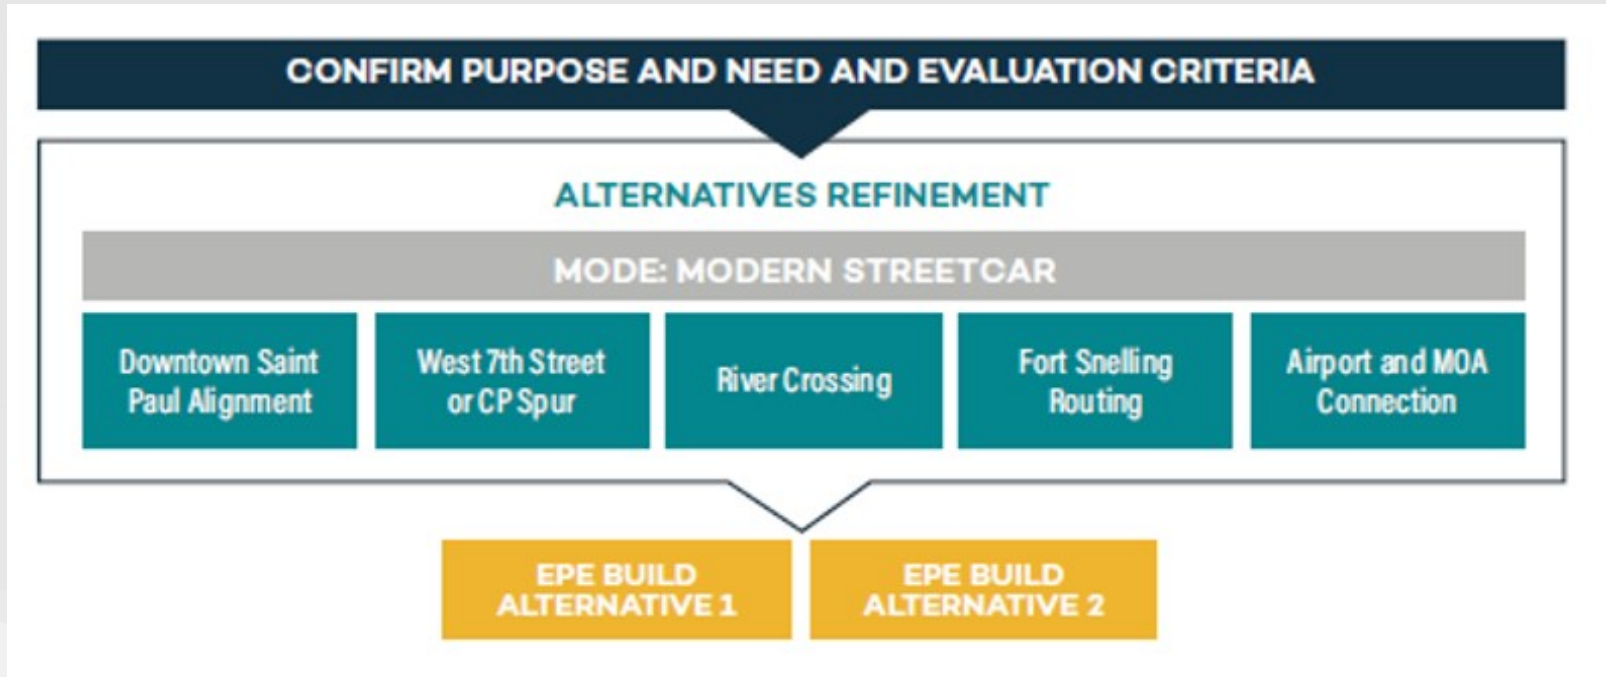 CONFIRM PURPOSE AND NEED AND EVALUATION CRITERIA
ALTERNATIVES REFINEMENT
MODE: MODERN STREETCAR
Downtown Saint
Paul Alignment
West 7th Street
or CP Spur
River Crossing
Fort Snelling
Routing
Airport and MOA
Connection
EPE BUILD
ALTERNATIVE 1
EPE BUILD
ALTERNATIVE 2